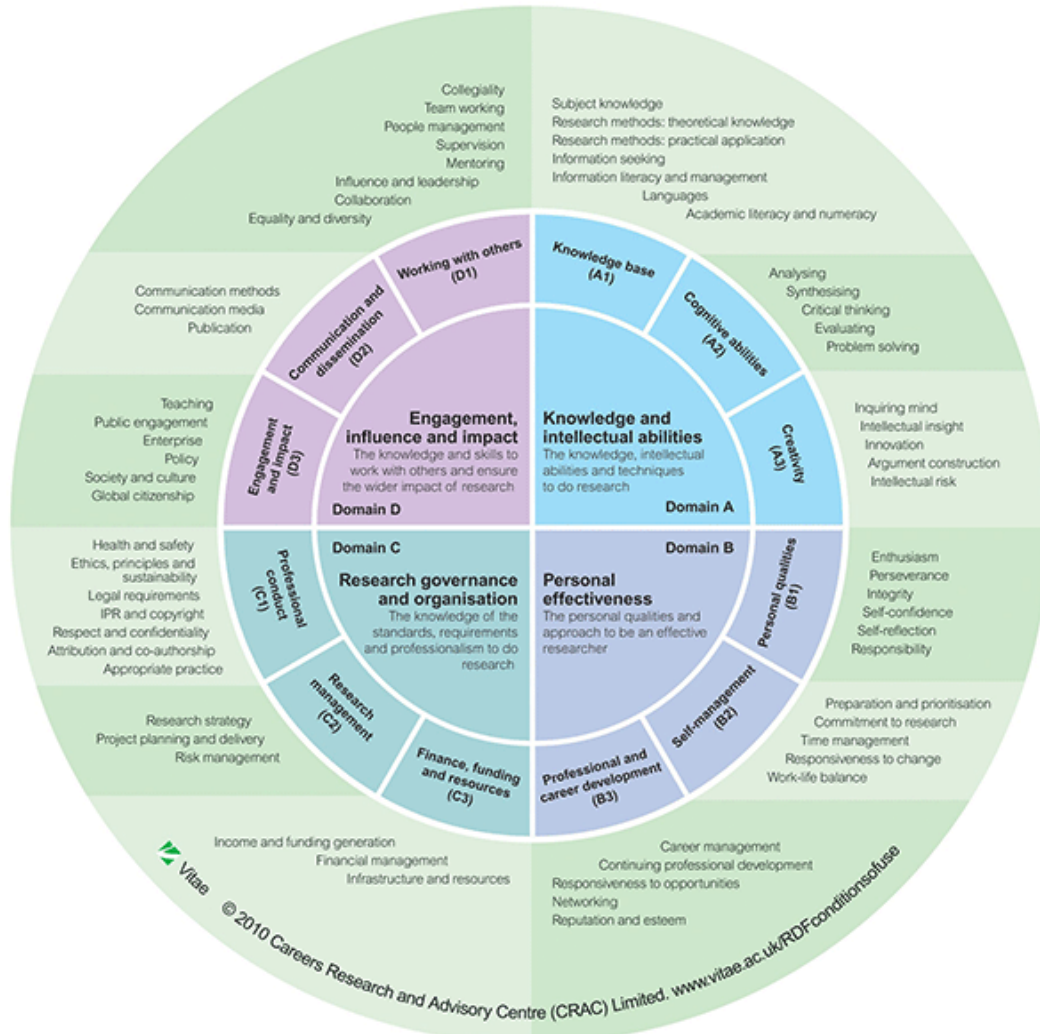 Collegiality
Team working
People management
Supervision
Mentoring
Influence and leadership
Collaboration
Equality and diversity
Subject knowledge
Research methods: theoretical knowledge
Research methods: practical application
Information seeking
Information literacy and management
Languages
Academic literacy and numeracy
Working with others
(D1)
Knowledge base
(A1)
Communication methods
Communication media
Publication
Communication and
dissemination
(D2)
Cognitive abilities
(A2)
Analysing
Synthesising
Critical thinking
Evaluating
Problem solving
Teaching
Public engagement
Enterprise
Policy
Society and culture
Global citizenship
Engagement
and impact
(D3)
Engagement,
influence and impact
The knowledge and skills to
work with others and ensure
the wider impact of research
Domain D
Knowledge and
intellectual abilities
The knowledge, intellectual
abilities and techniques
to do research
Domain A
Creativity
(A3)
Inquiring mind
Intellectual insight
Innovation
Argument construction
Intellectual risk
Health and safety
Ethics, principles and
sustainability
Legal requirements
IPR and copyright
Respect and confidentiality
Attribution and co-authorship
Appropriate practice
Professional
conduct
(C1)
Domain C
Research governance
and organisation
The knowledge of the
standards, requirements
and professionalism to do
research
Domain B
Personal
effectiveness
The personal qualities and
approach to be an effective
researcher
Personal qualities
(B1)
Enthusiasm
Perseverance
Integrity
Self-confidence
Self-reflection
Responsibility
Research strategy
Project planning and delivery
Risk management
Research
management
(C2)
Finance, funding
and resources
(C3)
Professional and
career development
(B3)
Self-management
(B2)
Preparation and prioritisation
Commitment to research
Time management
Responsiveness to change
Work-life balance
Income and funding generation
Financial management
Infrastructure and resources
Career management
Continuing professional development
Responsiveness to opportunities
Networking
Reputation and esteem
Vitae
© 2010 Careers Research and Advisory Centre (CRAC) Limited. www.vitae.ac.uk/RDFconditionsofuse